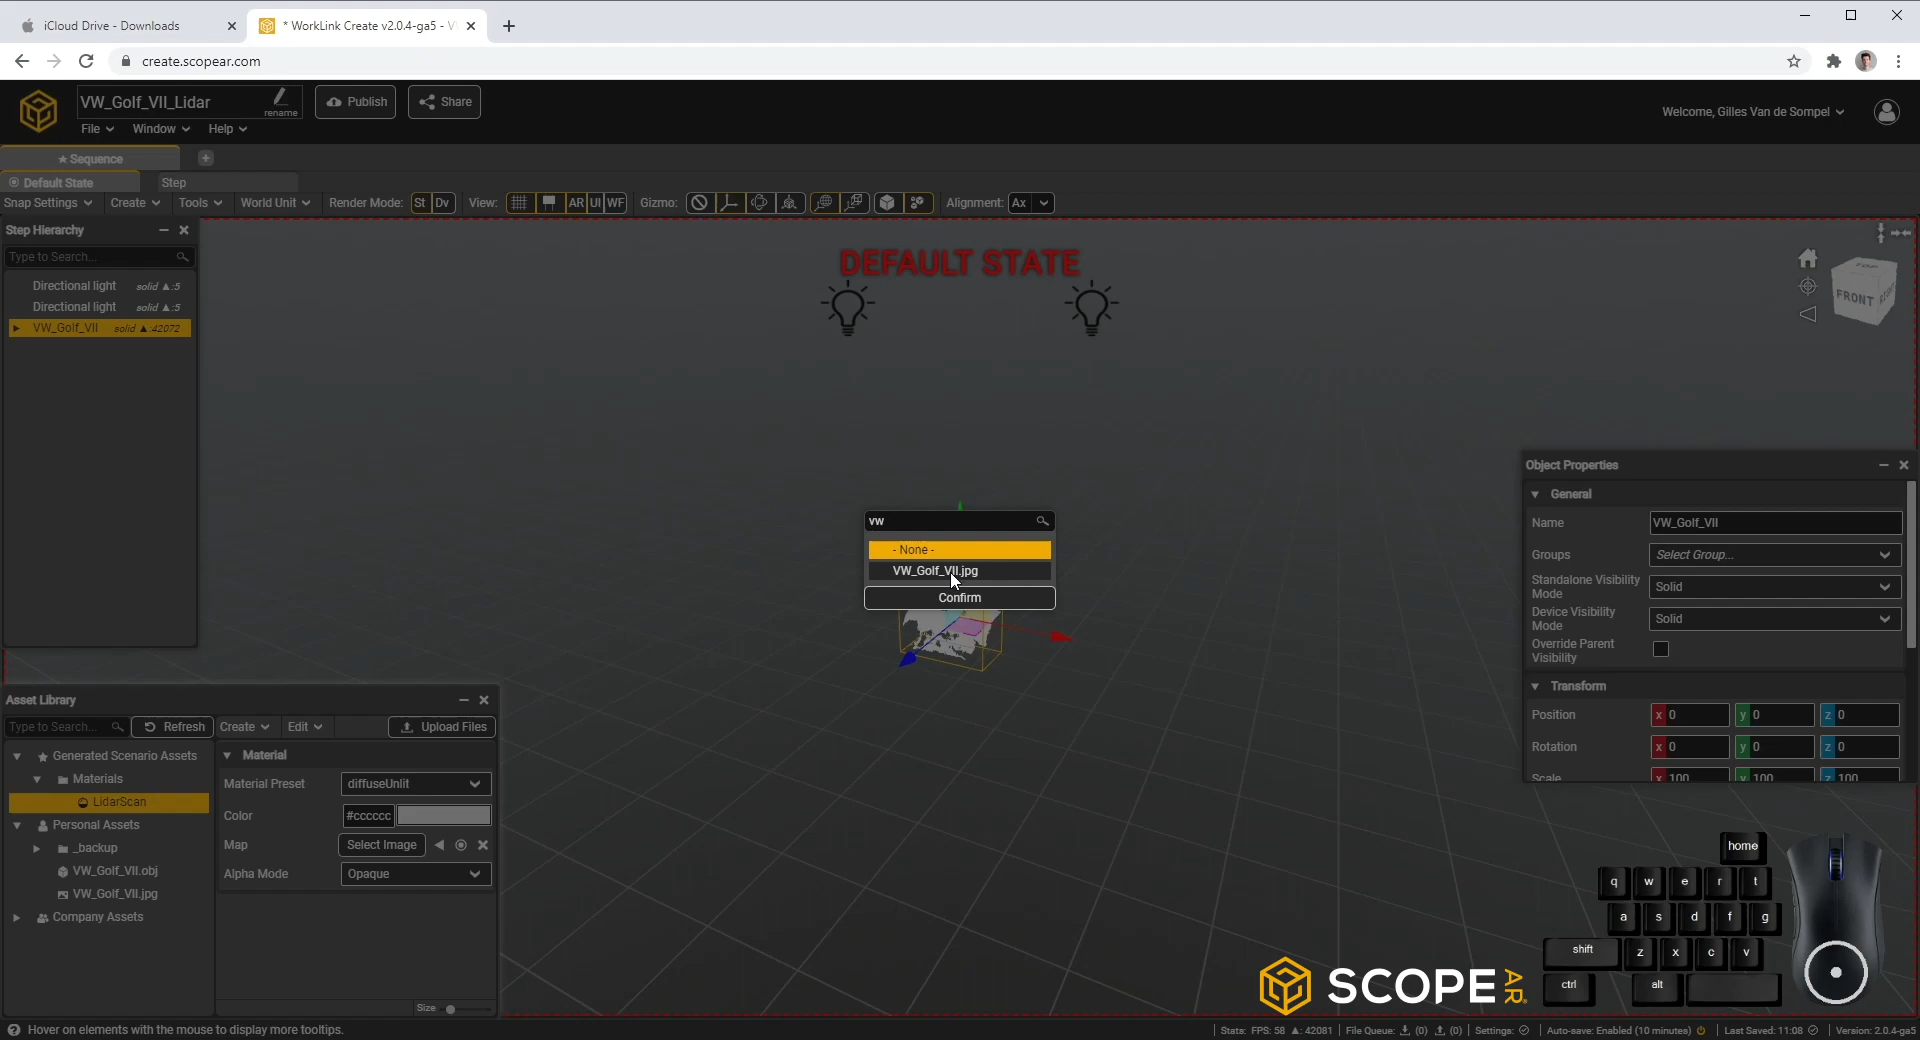 iCloud Drive - Downloads
* WorkLink Create v2.0.4-ga5 - V
create.scopear.com
VW_Golf_VII_Lidar
rename
Publish
Share
Welcome, Gilles Van de Sompel
File
Window
Help
Sequence
Default State
Step
Snap Settings
Create
Tools
World Unit
Render Mode:
St
Dv
View:
AR
UI
WF
Gizmo:
Alignment:
Ax
Step Hierarchy
Type to Search...
Directional light solid ▲:5
Directional light solid ▲:5
VW_Golf_VII solid ▲:42072
DEFAULT STATE
TOP
FRONT
RIGHT
vw
- None -
VW_Golf_VII.jpg
Confirm
Object Properties
General
Name
VW_Golf_VII
Groups
Select Group...
Standalone Visibility
Mode
Solid
Device Visibility
Mode
Solid
Override Parent
Visibility
Transform
Position
x 0
y 0
z 0
Rotation
x 0
y 0
z 0
Scale
x 100
y 100
z 100
Asset Library
Type to Search...
Refresh
Create
Edit
Upload Files
Generated Scenario Assets
Materials
LidarScan
Personal Assets
_backup
VW_Golf_VII.obj
VW_Golf_VII.jpg
Company Assets
Material
Material Preset
diffuseUnlit
Color
#cccccc
Map
Select Image
Alpha Mode
Opaque
Size
home
q w e r t
a s d f g
shift z x c v
ctrl alt
SCOPE AR
Hover on elements with the mouse to display more tooltips.
Stats: FPS: 58 ▲: 42081
File Queue: (0) (0)
Settings:
Auto-save: Enabled (10 minutes)
Last Saved: 11:08
Version: 2.0.4-ga5